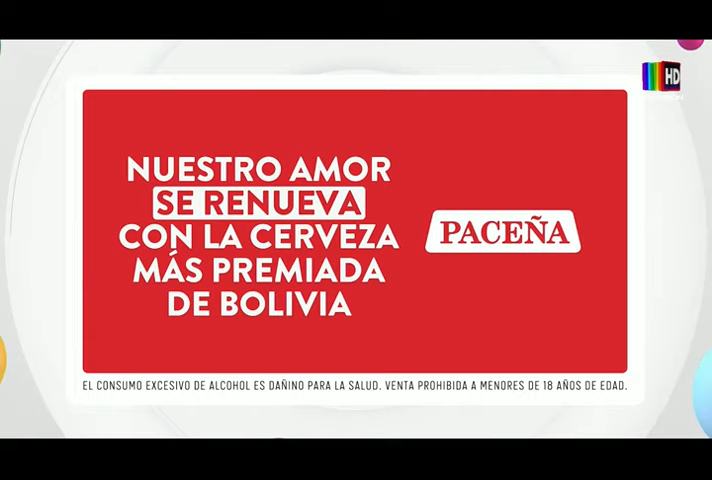 NUESTRO AMOR
SE RENUEVA
CON LA CERVEZA
MÁS PREMIADA
DE BOLIVIA
PACEÑA
EL CONSUMO EXCESIVO DE ALCOHOL ES DAÑINO PARA LA SALUD. VENTA PROHIBIDA A MENORES DE 18 AÑOS DE EDAD.
HD